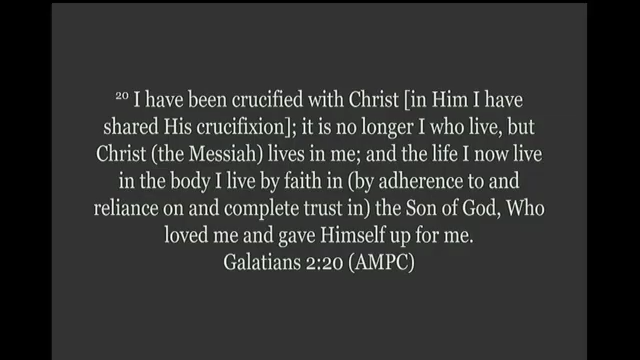 20 I have been crucified with Christ [in Him I have
shared His crucifixion]; it is no longer I who live, but
Christ (the Messiah) lives in me; and the life I now live
in the body I live by faith in (by adherence to and
reliance on and complete trust in) the Son of God, Who
loved me and gave Himself up for me.
Galatians 2:20 (AMPC)